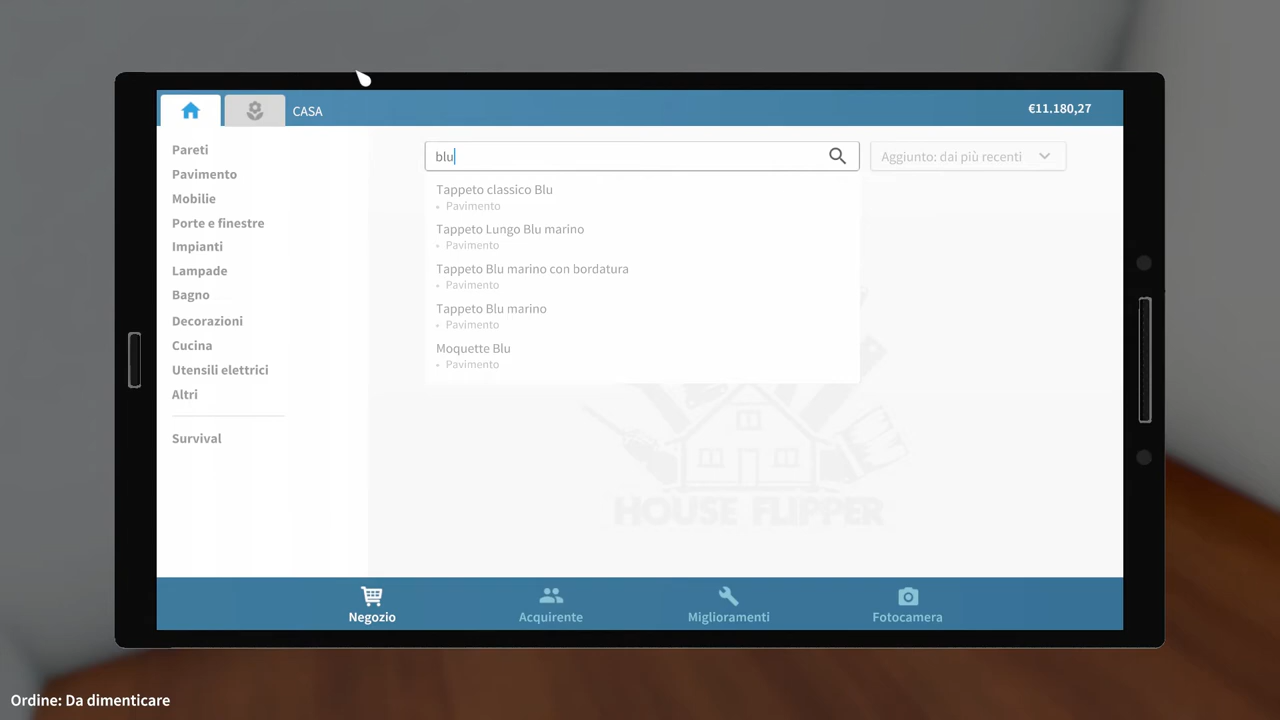 CASA
€11.180,27
Pareti
Pavimento
Mobilie
Porte e finestre
Impianti
Lampade
Bagno
Decorazioni
Cucina
Utensili elettrici
Altri
Survival
blu
Aggiunto: dai più recenti
Tappeto classico Blu
• Pavimento
Tappeto Lungo Blu marino
• Pavimento
Tappeto Blu marino con bordatura
• Pavimento
Tappeto Blu marino
• Pavimento
Moquette Blu
• Pavimento
HOUSE FLIPPER
Negozio
Acquirente
Miglioramenti
Fotocamera
Ordine: Da dimenticare